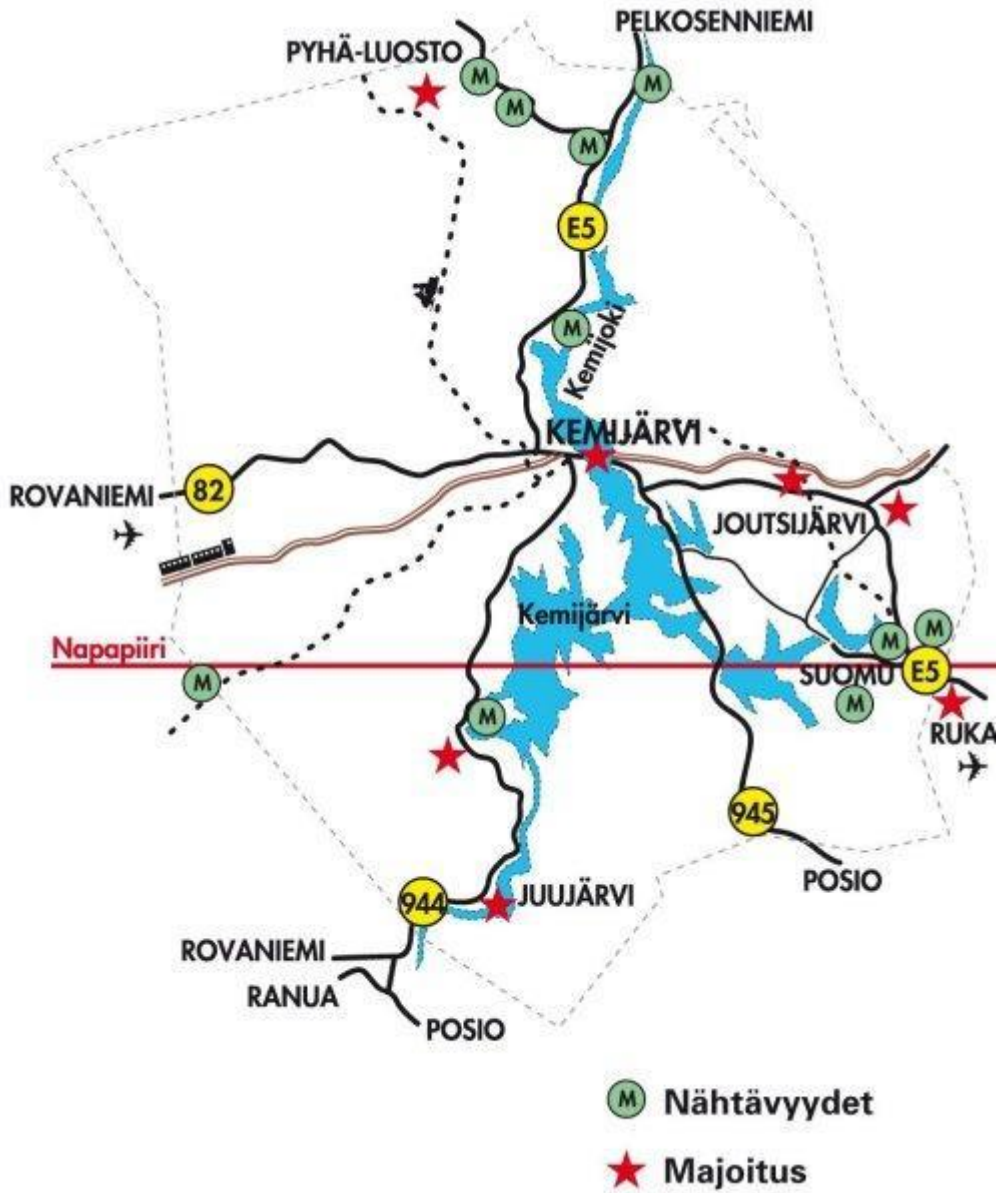 PELKOSENNIEMI
PYHÄ-LUOSTO
M
M
M
M
E5
M
Kemijoki
KEMIJÄRVI
82
ROVANIEMI
JOUTSIJÄRVI
Kemijärvi
Napapiiri
M
M
M
SUOMU
E5
M
M
RUKA
945
POSIO
944
JUUJÄRVI
ROVANIEMI
RANUA
POSIO
M Nähtävyydet
Majoitus